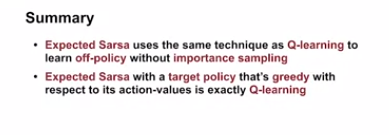 Summary
• Expected Sarsa uses the same technique as Q-learning to
learn off-policy without importance sampling
• Expected Sarsa with a target policy that's greedy with
respect to its action-values is exactly Q-learning